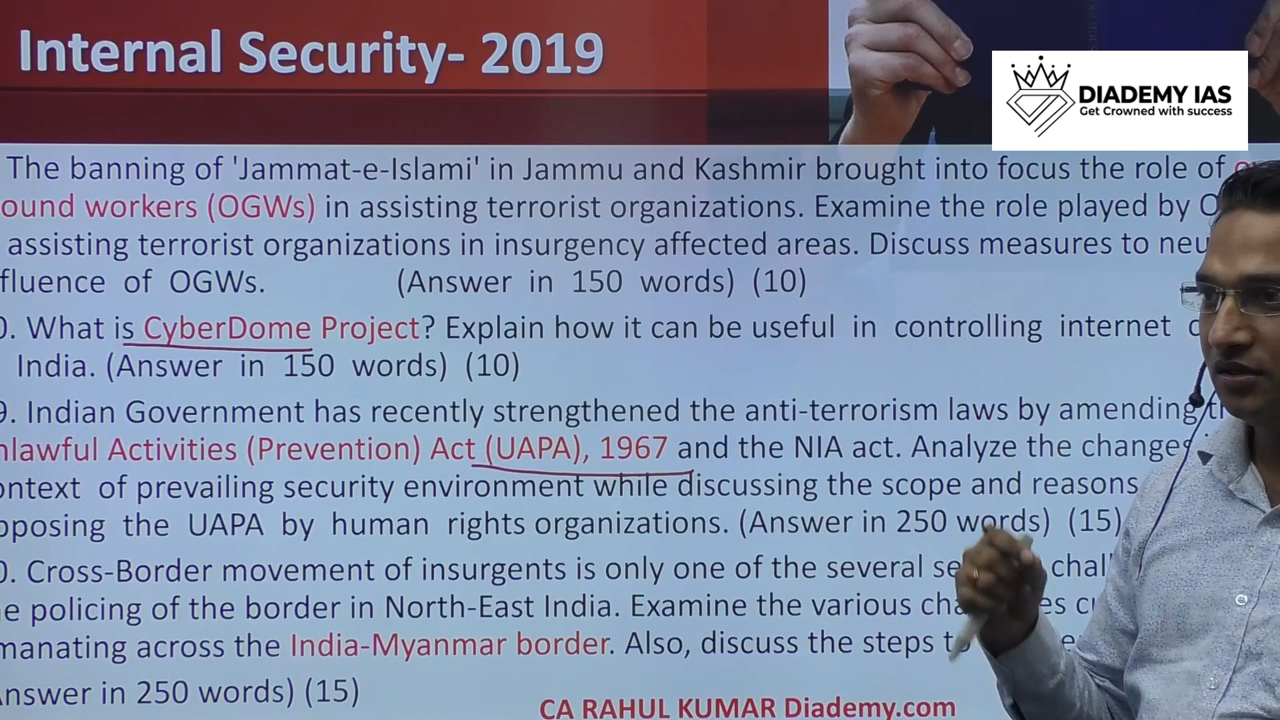 Internal Security- 2019
DIADEMY IAS
Get Crowned with success
The banning of 'Jammat-e-Islami' in Jammu and Kashmir brought into focus the role of
ound workers (OGWs) in assisting terrorist organizations. Examine the role played by
assisting terrorist organizations in insurgency affected areas. Discuss measures to neu
fluence of OGWs. (Answer in 150 words) (10)
0. What is CyberDome Project? Explain how it can be useful in controlling internet
India. (Answer in 150 words) (10)
9. Indian Government has recently strengthened the anti-terrorism laws by amending
nlawful Activities (Prevention) Act (UAPA), 1967 and the NIA act. Analyze the changes
ontext of prevailing security environment while discussing the scope and reasons
pposing the UAPA by human rights organizations. (Answer in 250 words) (15)
0. Cross-Border movement of insurgents is only one of the several se chal
e policing of the border in North-East India. Examine the various cha es
manating across the India-Myanmar border. Also, discuss the steps
nswer in 250 words) (15)
CA RAHUL KUMAR Diademy.com